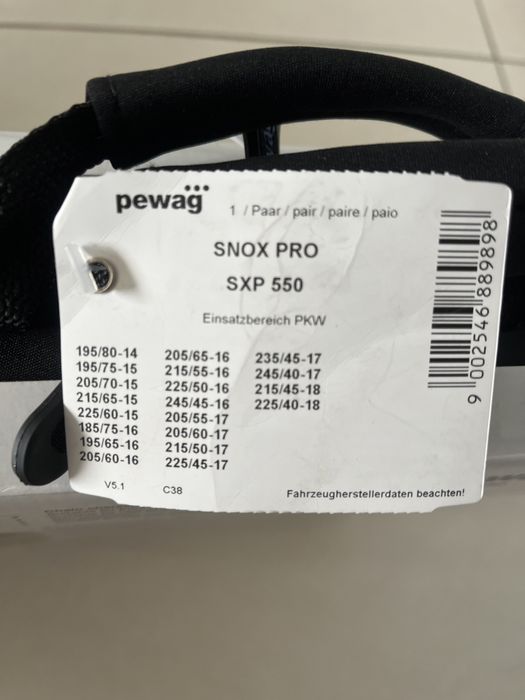 pewag
1 / Paar / pair / paire / paio
SNOX PRO
SXP 550
Einsatzbereich PKW
195/80-14
195/75-15
205/70-15
215/65-15
225/60-15
185/75-16
195/65-16
205/60-16
205/65-16
215/55-16
225/50-16
245/45-16
205/55-17
205/60-17
215/50-17
225/45-17
235/45-17
245/40-17
215/45-18
225/40-18
V5.1
C38
Fahrzeugherstellerdaten beachten!
9 002546 889898